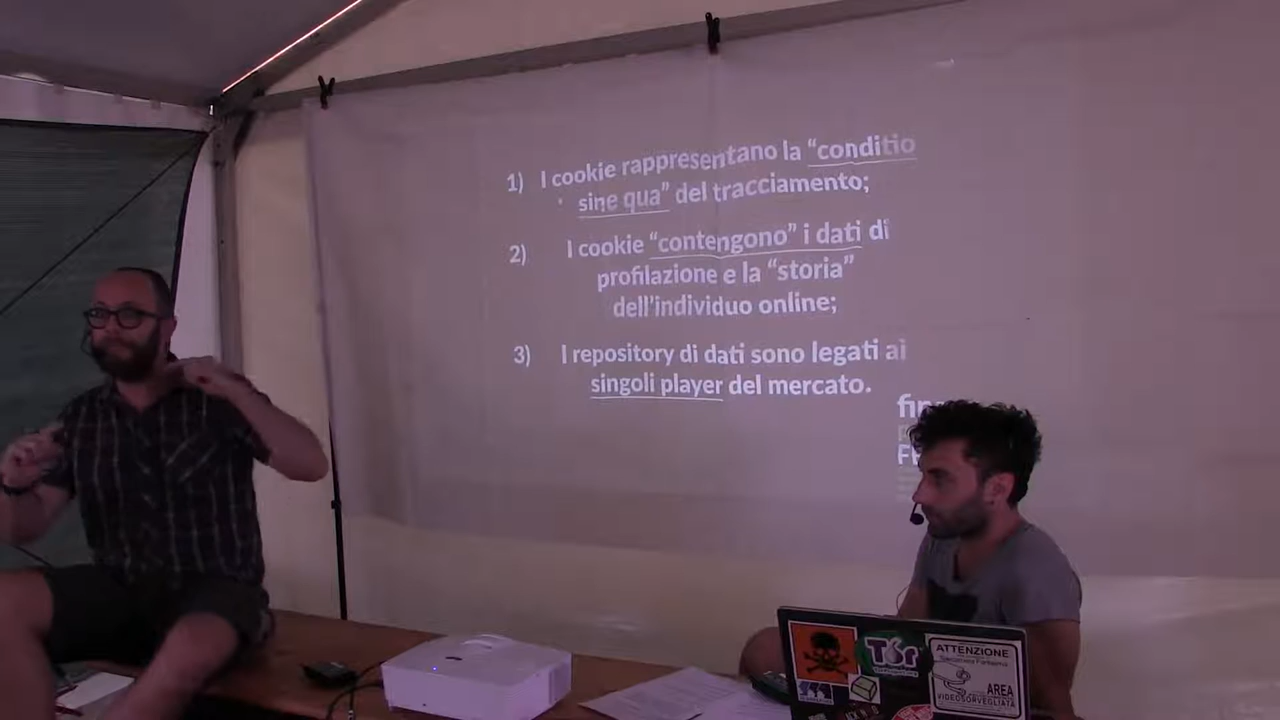 1) I cookie rappresentano la “conditio
sine qua” del tracciamento;
2) I cookie “contengono” i dati di
profilazione e la “storia”
dell’individuo online;
3) I repository di dati sono legati ai
singoli player del mercato.
Tor
ATTENZIONE
AREA
VIDEOSORVEGLIATA